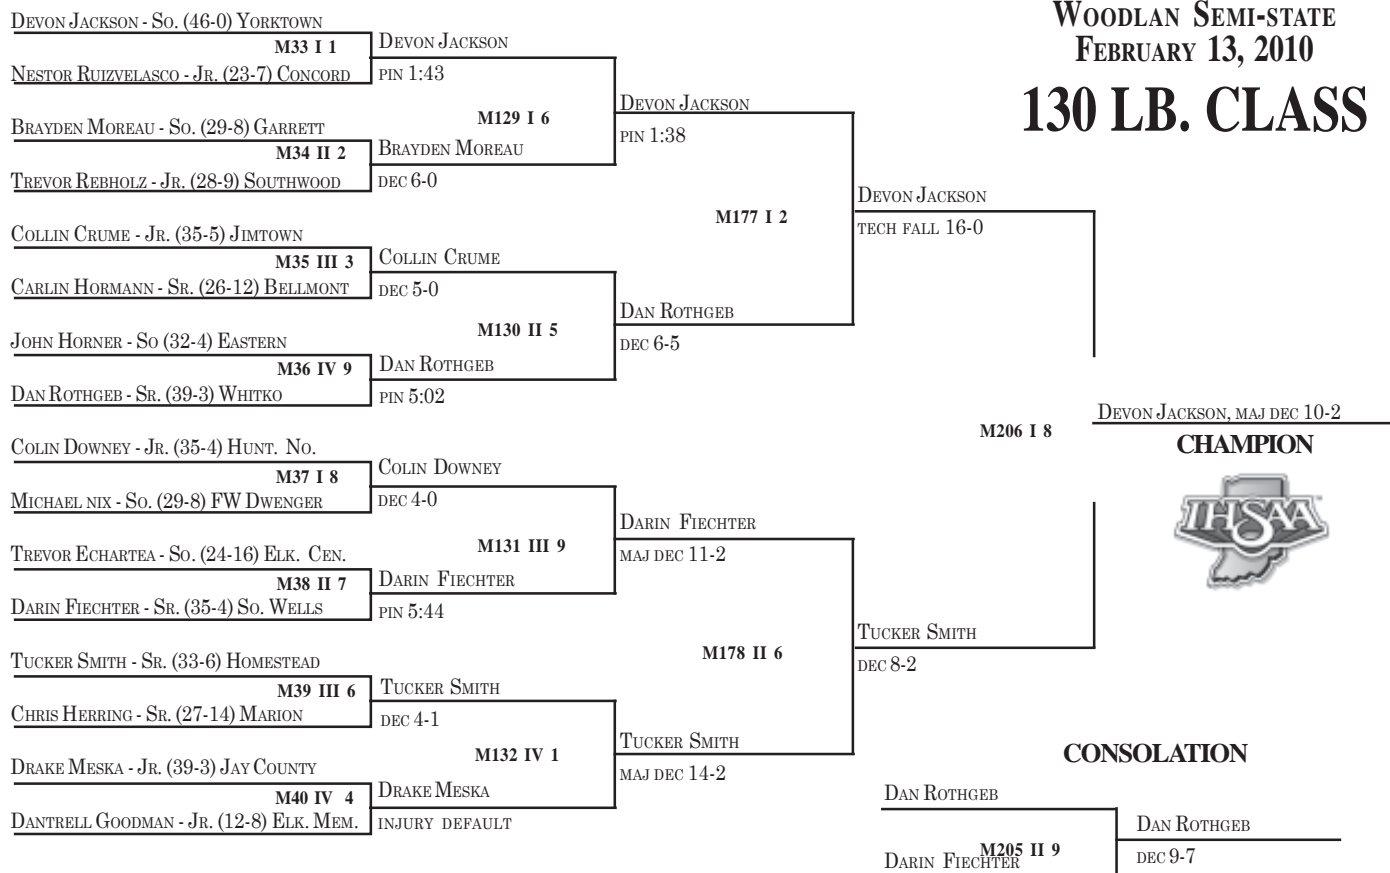 Woodlan Semi-state
February 13, 2010
130 LB. CLASS
Devon Jackson - So. (46-0) Yorktown
M33 I 1
Nestor Ruizvelasco - Jr. (23-7) Concord
Devon Jackson
pin 1:43
Brayden Moreau - So. (29-8) Garrett
M34 II 2
Trevor Rebholz - Jr. (28-9) Southwood
Brayden Moreau
dec 6-0
M129 I 6
Devon Jackson
pin 1:38
Collin Crume - Jr. (35-5) Jimtown
M35 III 3
Carlin Hormann - Sr. (26-12) Bellmont
Collin Crume
dec 5-0
John Horner - So (32-4) Eastern
M36 IV 9
Dan Rothgeb - Sr. (39-3) Whitko
Dan Rothgeb
pin 5:02
M130 II 5
Dan Rothgeb
dec 6-5
M177 I 2
Devon Jackson
tech fall 16-0
Colin Downey - Jr. (35-4) Hunt. No.
M37 I 8
Michael nix - So. (29-8) FW Dwenger
Colin Downey
dec 4-0
Trevor Echartea - So. (24-16) Elk. Cen.
M38 II 7
Darin Fiechter - Sr. (35-4) So. Wells
Darin Fiechter
pin 5:44
M131 III 9
Darin Fiechter
maj dec 11-2
Tucker Smith - Sr. (33-6) Homestead
M39 III 6
Chris Herring - Sr. (27-14) Marion
Tucker Smith
dec 4-1
Drake Meska - Jr. (39-3) Jay County
M40 IV 4
Dantrell Goodman - Jr. (12-8) Elk. Mem.
Drake Meska
injury default
M132 IV 1
Tucker Smith
maj dec 14-2
M178 II 6
Tucker Smith
dec 8-2
M206 I 8
Devon Jackson, maj dec 10-2
CHAMPION
IHSAA
CONSOLATION
Dan Rothgeb
M205 II 9
Darin Fiechter
Dan Rothgeb
dec 9-7